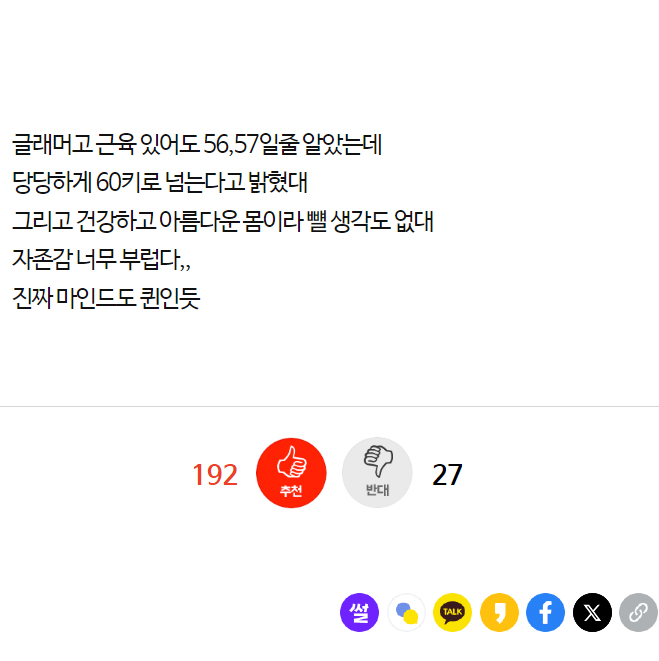 글래머고 근육 있어도 56,57일줄 알았는데
당당하게 60키로 넘는다고 밝혔대
그리고 건강하고 아름다운 몸이라 뺄 생각도 없대
자존감 너무 부럽다,,
진짜 마인드도 퀸인듯
192 추천 반대 27
썰 TALK